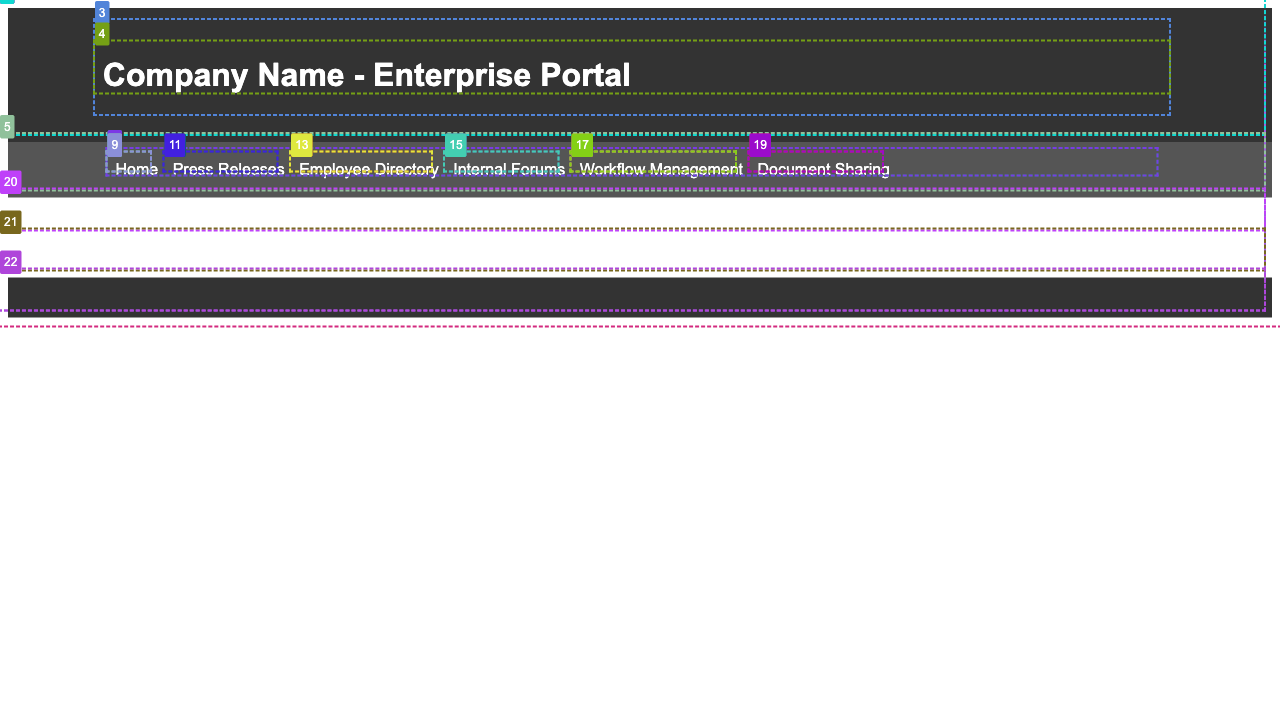 3
4
Company Name - Enterprise Portal
5
9 11 13 15 17 19
Home Press Releases Employee Directory Internal Forums Workflow Management Document Sharing
20
21
22